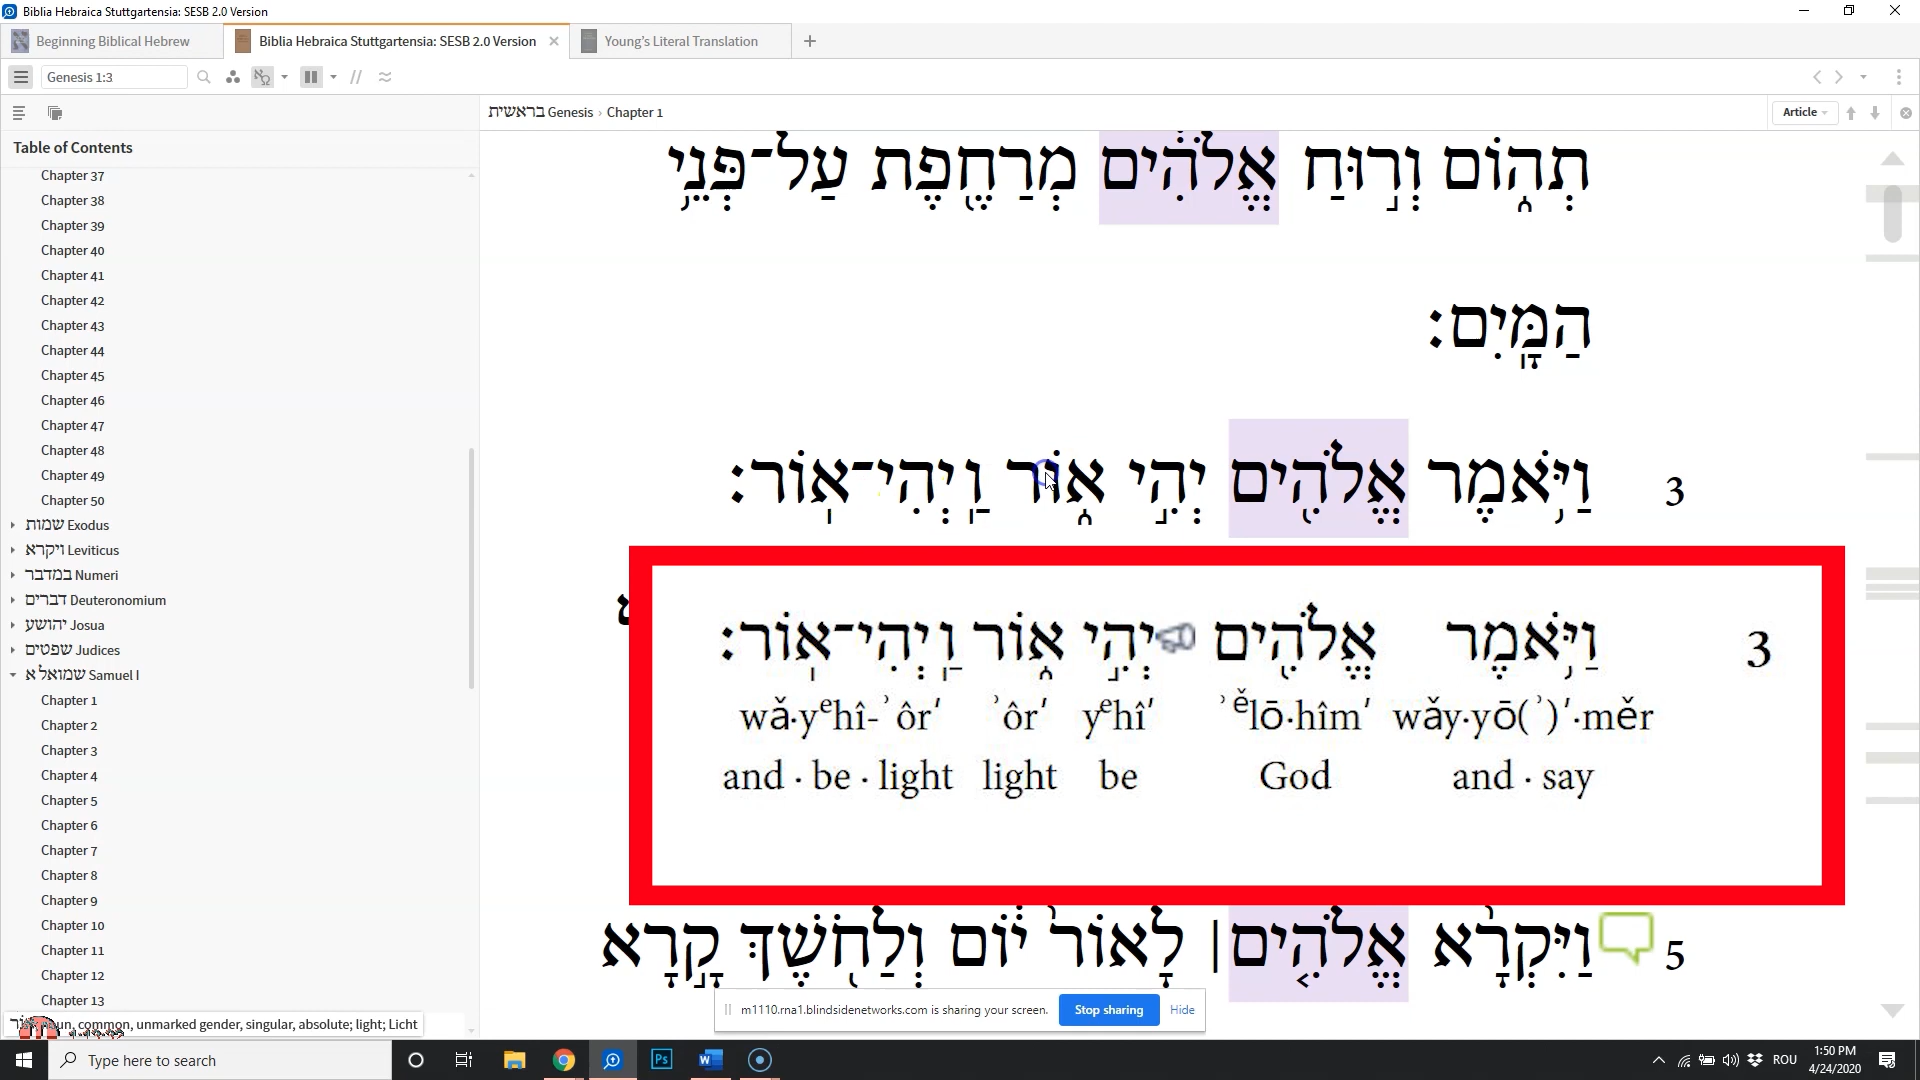 Biblia Hebraica Stuttgartensia: SESB 2.0 Version
Beginning Biblical Hebrew
Biblia Hebraica Stuttgartensia: SESB 2.0 Version
Young's Literal Translation
Genesis 1:3
בראשית Genesis › Chapter 1
Article
Table of Contents
Chapter 37
Chapter 38
Chapter 39
Chapter 40
Chapter 41
Chapter 42
Chapter 43
Chapter 44
Chapter 45
Chapter 46
Chapter 47
Chapter 48
Chapter 49
Chapter 50
שמות Exodus
ויקרא Leviticus
במדבר Numeri
דברים Deuteronomium
יהושע Josua
שפטים Judices
שמואל א Samuel I
Chapter 1
Chapter 2
Chapter 3
Chapter 4
Chapter 5
Chapter 6
Chapter 7
Chapter 8
Chapter 9
Chapter 10
Chapter 11
Chapter 12
Chapter 13
noun, common, unmarked gender, singular, absolute; light; Licht
תְה֑וֹם וְר֣וּחַ אֱלֹהִ֔ים מְרַחֶ֖פֶת עַל־פְּנֵ֥י
הַמָּֽיִם׃
3 וַיֹּ֥אמֶר אֱלֹהִ֖ים יְהִ֣י א֑וֹר וַֽיְהִי־אֽוֹר׃
3 וַיֹּ֥אמֶר אֱלֹהִ֖ים יְהִ֣י א֑וֹר וַֽיְהִי־אֽוֹר׃
wǎ·yᵉhî-ʾôr′ ʾôr′ yᵉhî′ ʾᵉ̌lō·hîm′ wǎy·yō(ʾ)′·měr
and · be · light light be God and · say
5 וַיִּקְרָ֨א אֱלֹהִ֤ים׀ לָאוֹר֙ י֔וֹם וְלַחֹ֖שֶׁךְ קָ֣רָא
m1110.rna1.blindsidenetworks.com is sharing your screen. Stop sharing Hide
Type here to search
Ps
ROU
1:50 PM
4/24/2020